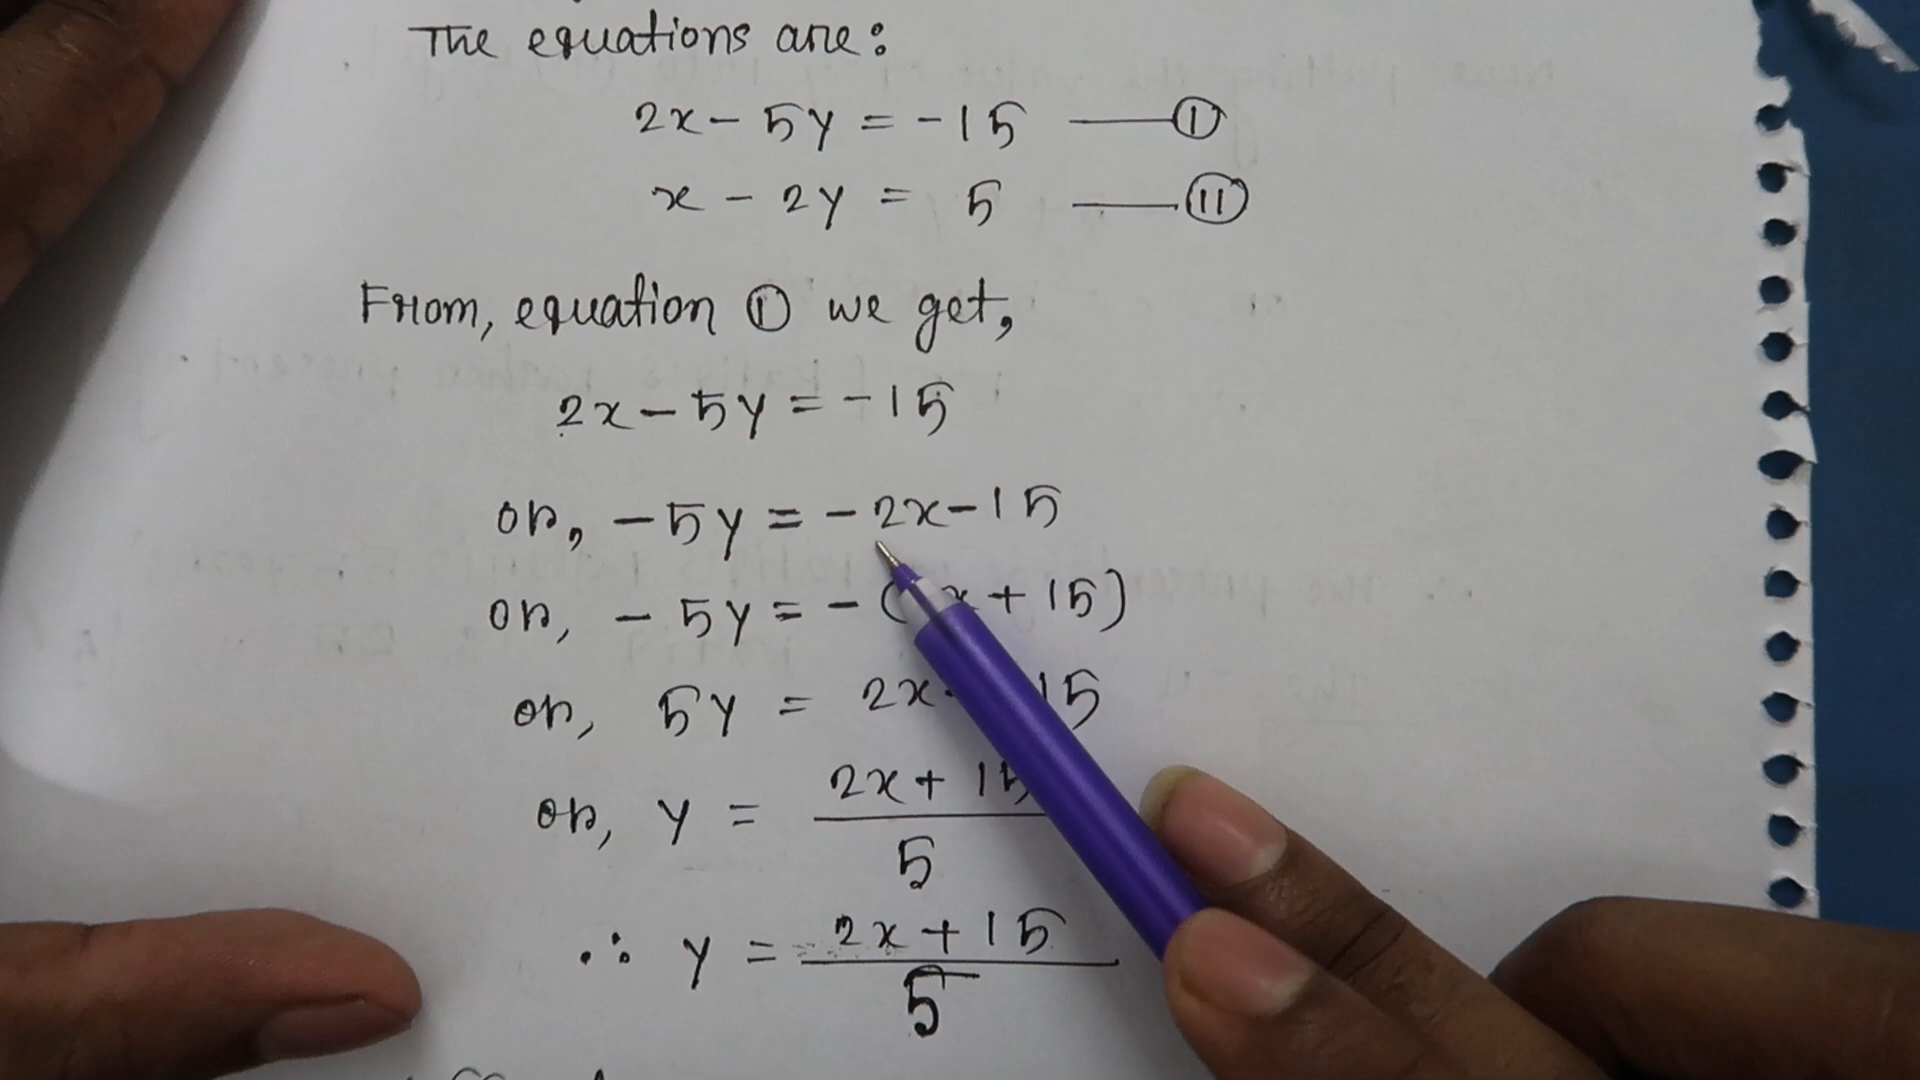 The equations are:
2x - 5y = -15 —— I
x - 2y = 5 —— II
From, equation I we get,
2x - 5y = -15
or, -5y = -2x - 15
or, -5y = -( x + 15)
or, 5y = 2x 15
or, y = 2x + 15
5
∴ y = 2x + 15
5